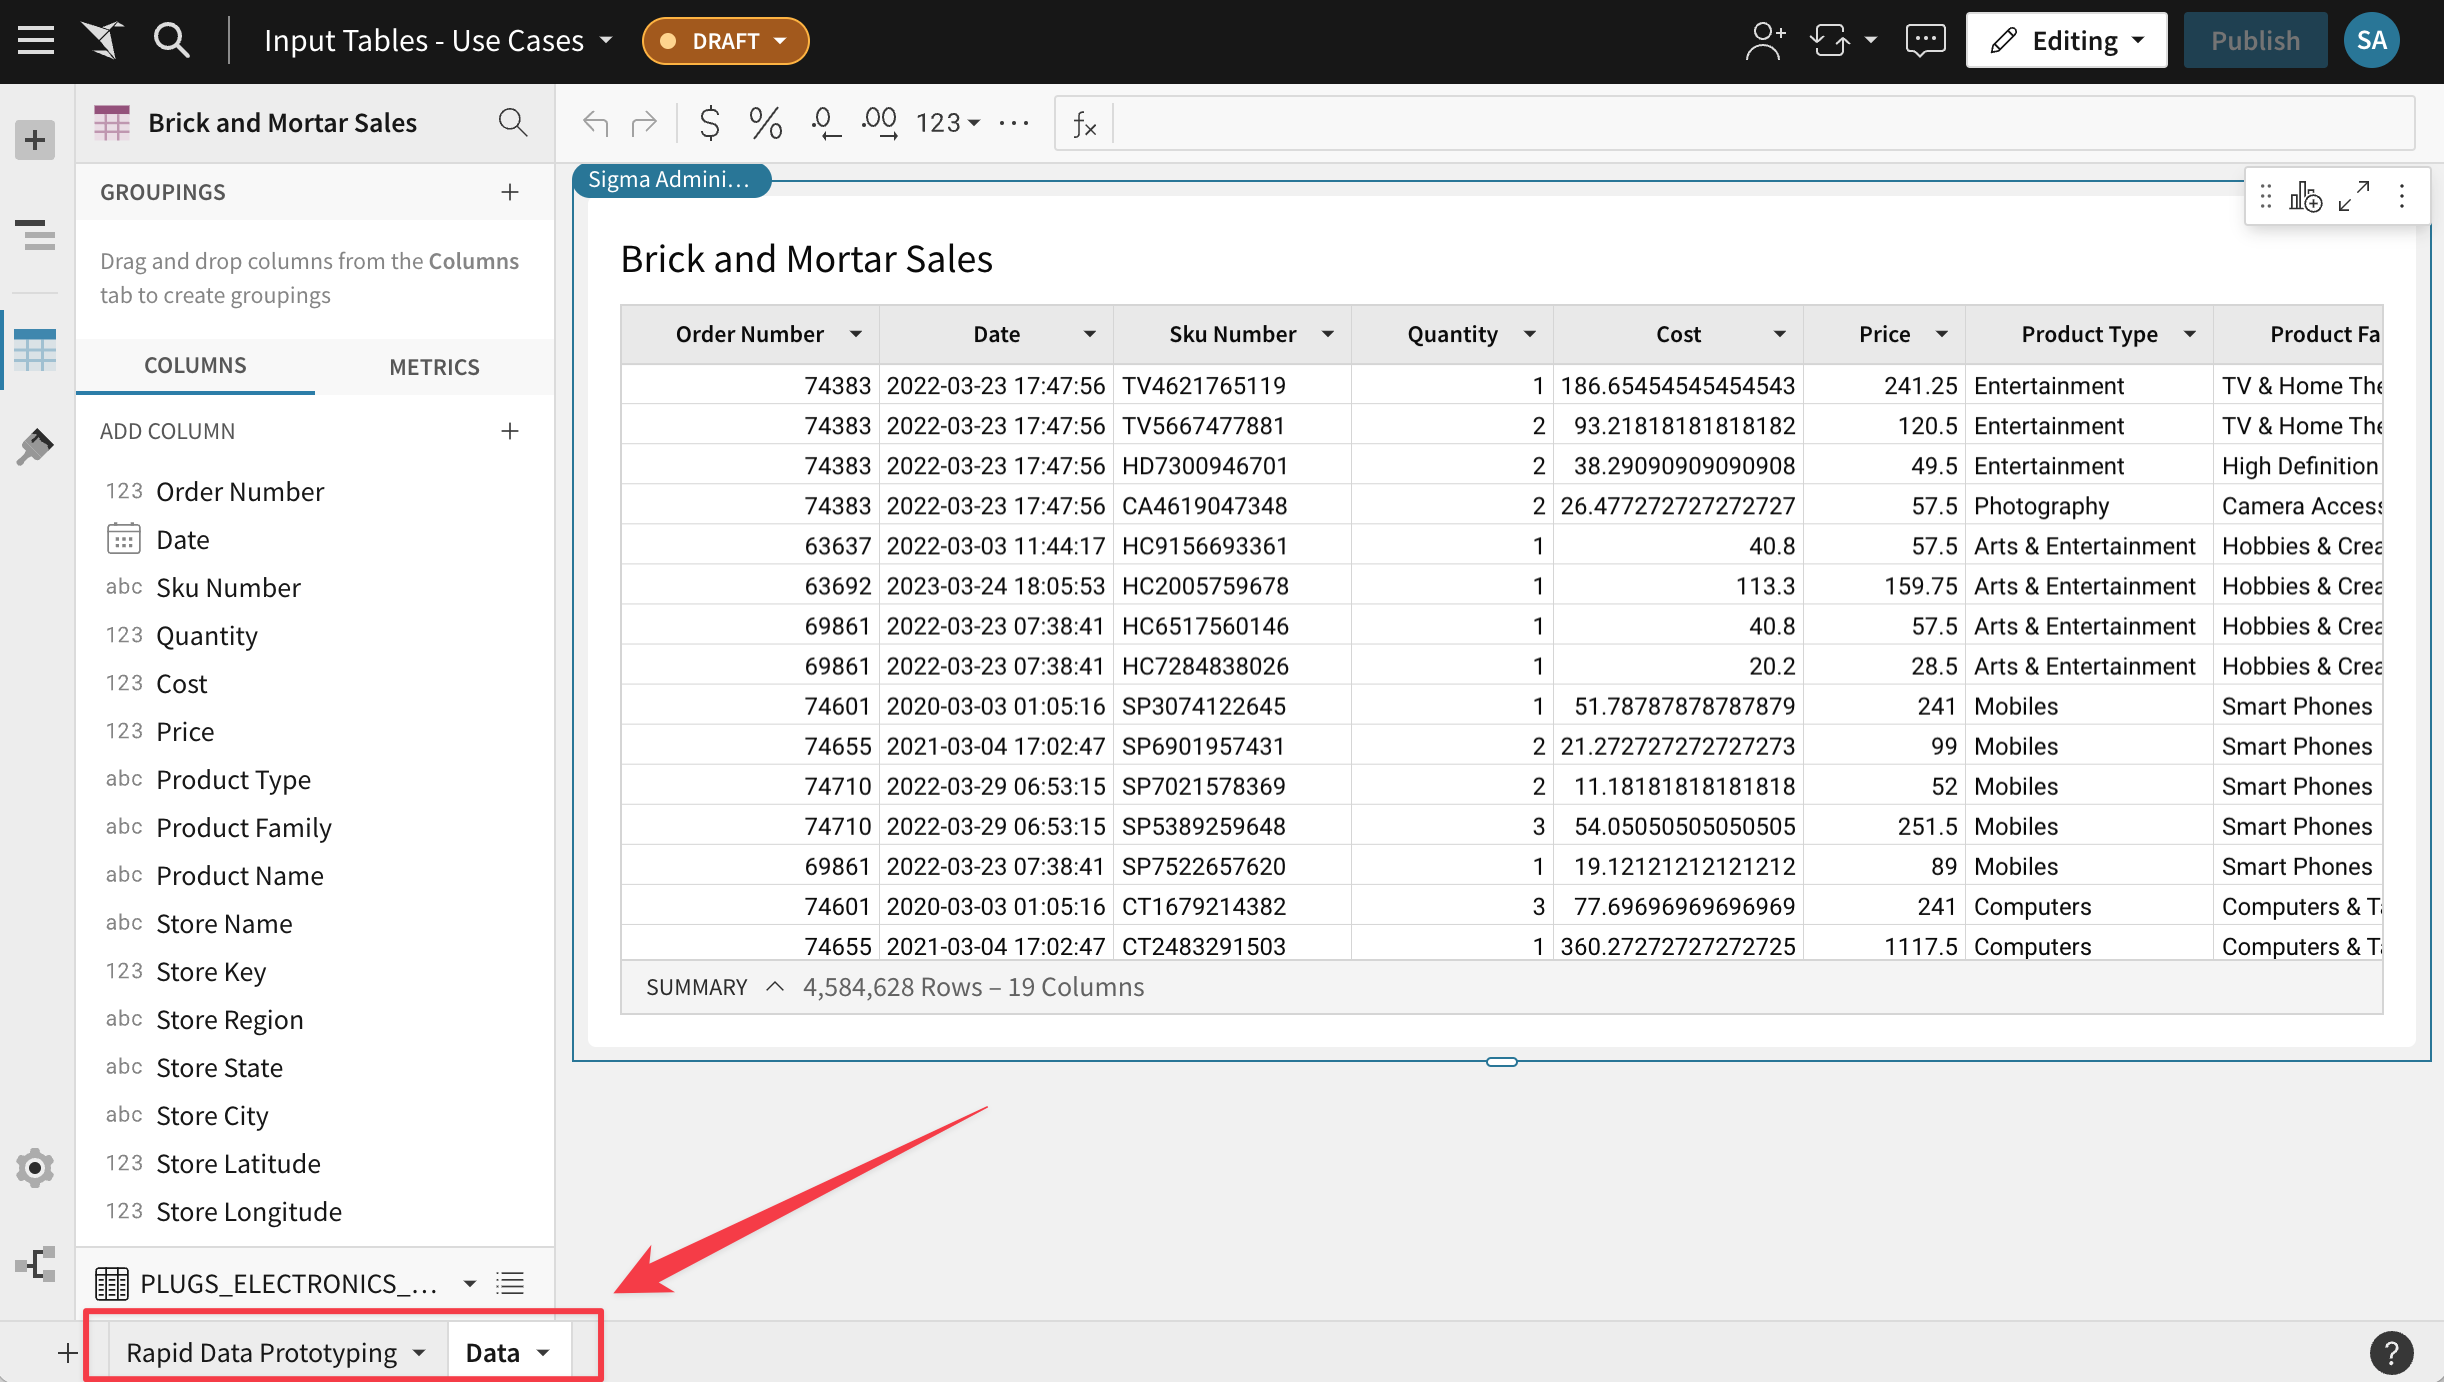 Input Tables - Use Cases
DRAFT
Editing
Publish
SA
Brick and Mortar Sales
$ % .0 .00 123 ... fx
GROUPINGS
Drag and drop columns from the Columns
tab to create groupings
COLUMNS METRICS
ADD COLUMN
123 Order Number
Date
abc Sku Number
123 Quantity
123 Cost
123 Price
abc Product Type
abc Product Family
abc Product Name
abc Store Name
123 Store Key
abc Store Region
abc Store State
abc Store City
123 Store Latitude
123 Store Longitude
PLUGS_ELECTRONICS_...
Sigma Admini...
Brick and Mortar Sales
Order Number Date Sku Number Quantity Cost Price Product Type Product Fa
74383 2022-03-23 17:47:56 TV4621765119 1 186.65454545454543 241.25 Entertainment TV & Home The
74383 2022-03-23 17:47:56 TV5667477881 2 93.21818181818182 120.5 Entertainment TV & Home The
74383 2022-03-23 17:47:56 HD7300946701 2 38.29090909090908 49.5 Entertainment High Definition
74383 2022-03-23 17:47:56 CA4619047348 2 26.477272727272727 57.5 Photography Camera Access
63637 2022-03-03 11:44:17 HC9156693361 1 40.8 57.5 Arts & Entertainment Hobbies & Crea
63692 2023-03-24 18:05:53 HC2005759678 1 113.3 159.75 Arts & Entertainment Hobbies & Crea
69861 2022-03-23 07:38:41 HC6517560146 1 40.8 57.5 Arts & Entertainment Hobbies & Crea
69861 2022-03-23 07:38:41 HC7284838026 1 20.2 28.5 Arts & Entertainment Hobbies & Crea
74601 2020-03-03 01:05:16 SP3074122645 1 51.78787878787879 241 Mobiles Smart Phones
74655 2021-03-04 17:02:47 SP6901957431 2 21.272727272727273 99 Mobiles Smart Phones
74710 2022-03-29 06:53:15 SP7021578369 2 11.18181818181818 52 Mobiles Smart Phones
74710 2022-03-29 06:53:15 SP5389259648 3 54.05050505050505 251.5 Mobiles Smart Phones
69861 2022-03-23 07:38:41 SP7522657620 1 19.12121212121212 89 Mobiles Smart Phones
74601 2020-03-03 01:05:16 CT1679214382 3 77.69696969696969 241 Computers Computers & Ta
74655 2021-03-04 17:02:47 CT2483291503 1 360.27272727272725 1117.5 Computers Computers & Ta
SUMMARY 4,584,628 Rows – 19 Columns
Rapid Data Prototyping Data
?